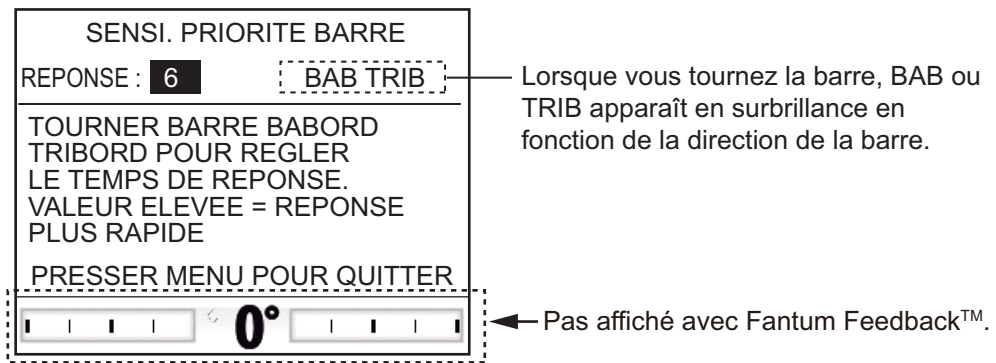 SENSI. PRIORITE BARRE
REPONSE : 6 BAB TRIB
TOURNER BARRE BABORD
TRIBORD POUR REGLER
LE TEMPS DE REPONSE.
VALEUR ELEVEE = REPONSE
PLUS RAPIDE
PRESSER MENU POUR QUITTER
0°
Lorsque vous tournez la barre, BAB ou
TRIB apparaît en surbrillance en
fonction de la direction de la barre.
Pas affiché avec Fantum Feedback™.